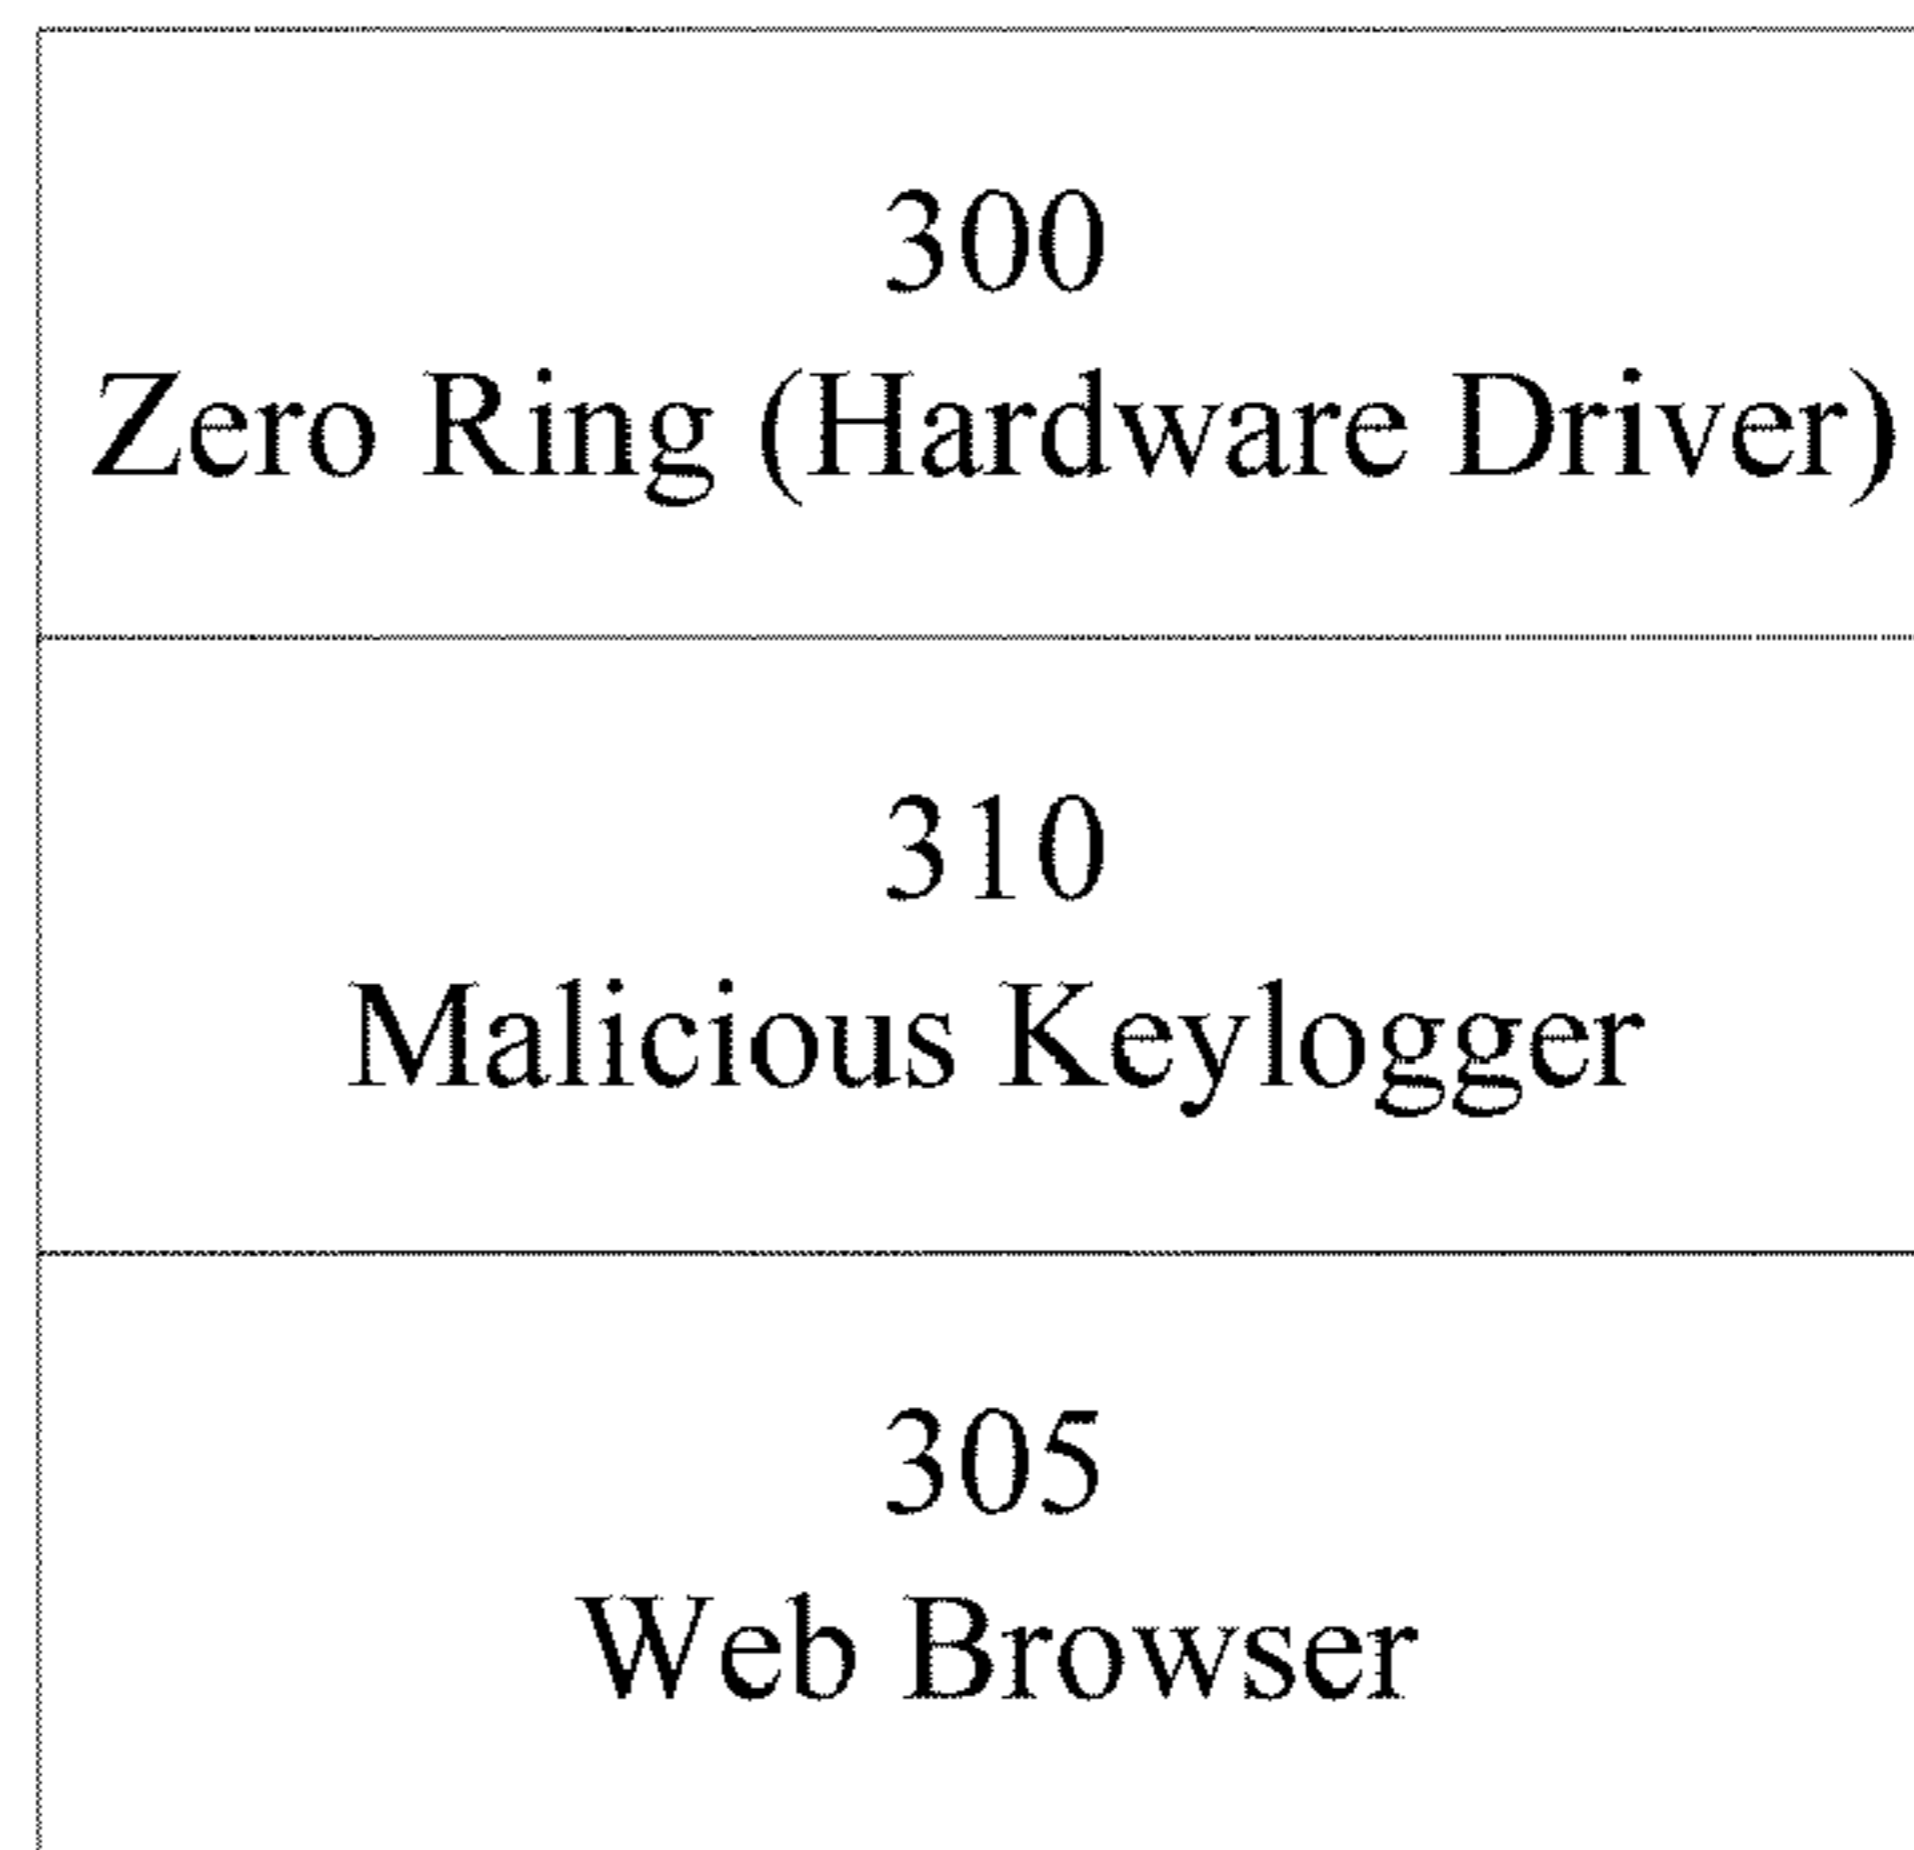 300
Zero Ring (Hardware Driver)
310
Malicious Keylogger
305
Web Browser